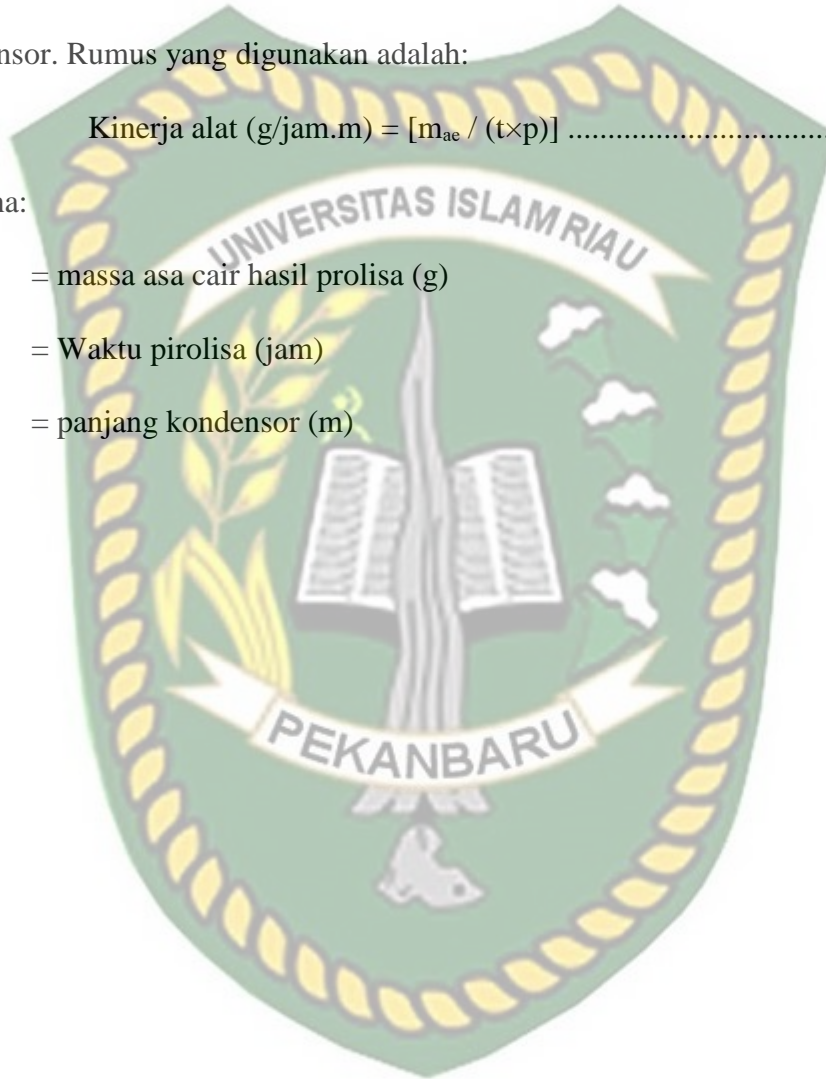 nsor. Rumus yang digunakan adalah:
Kinerja alat (g/jam.m) = [mae / (t×p)] .................................
na:
= massa asa cair hasil prolisa (g)
= Waktu pirolisa (jam)
= panjang kondensor (m)
UNIVERSITAS ISLAM RIAU
PEKANBARU